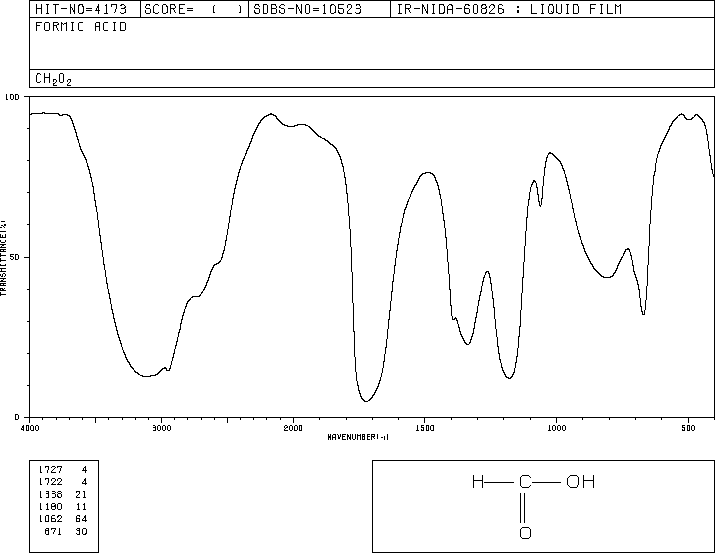 HIT-NO=4173 SCORE= ( ) SDBS-NO=10523 IR-NIDA-60826 : LIQUID FILM
FORMIC ACID
CH2O2
100
50
0
TRANSMITTANCE(%)
4000 3000 2000 1500 1000 500
WAVENUMBER(-1)
1727 4
1722 4
1338 21
1180 11
1062 64
671 30
H C OH
O